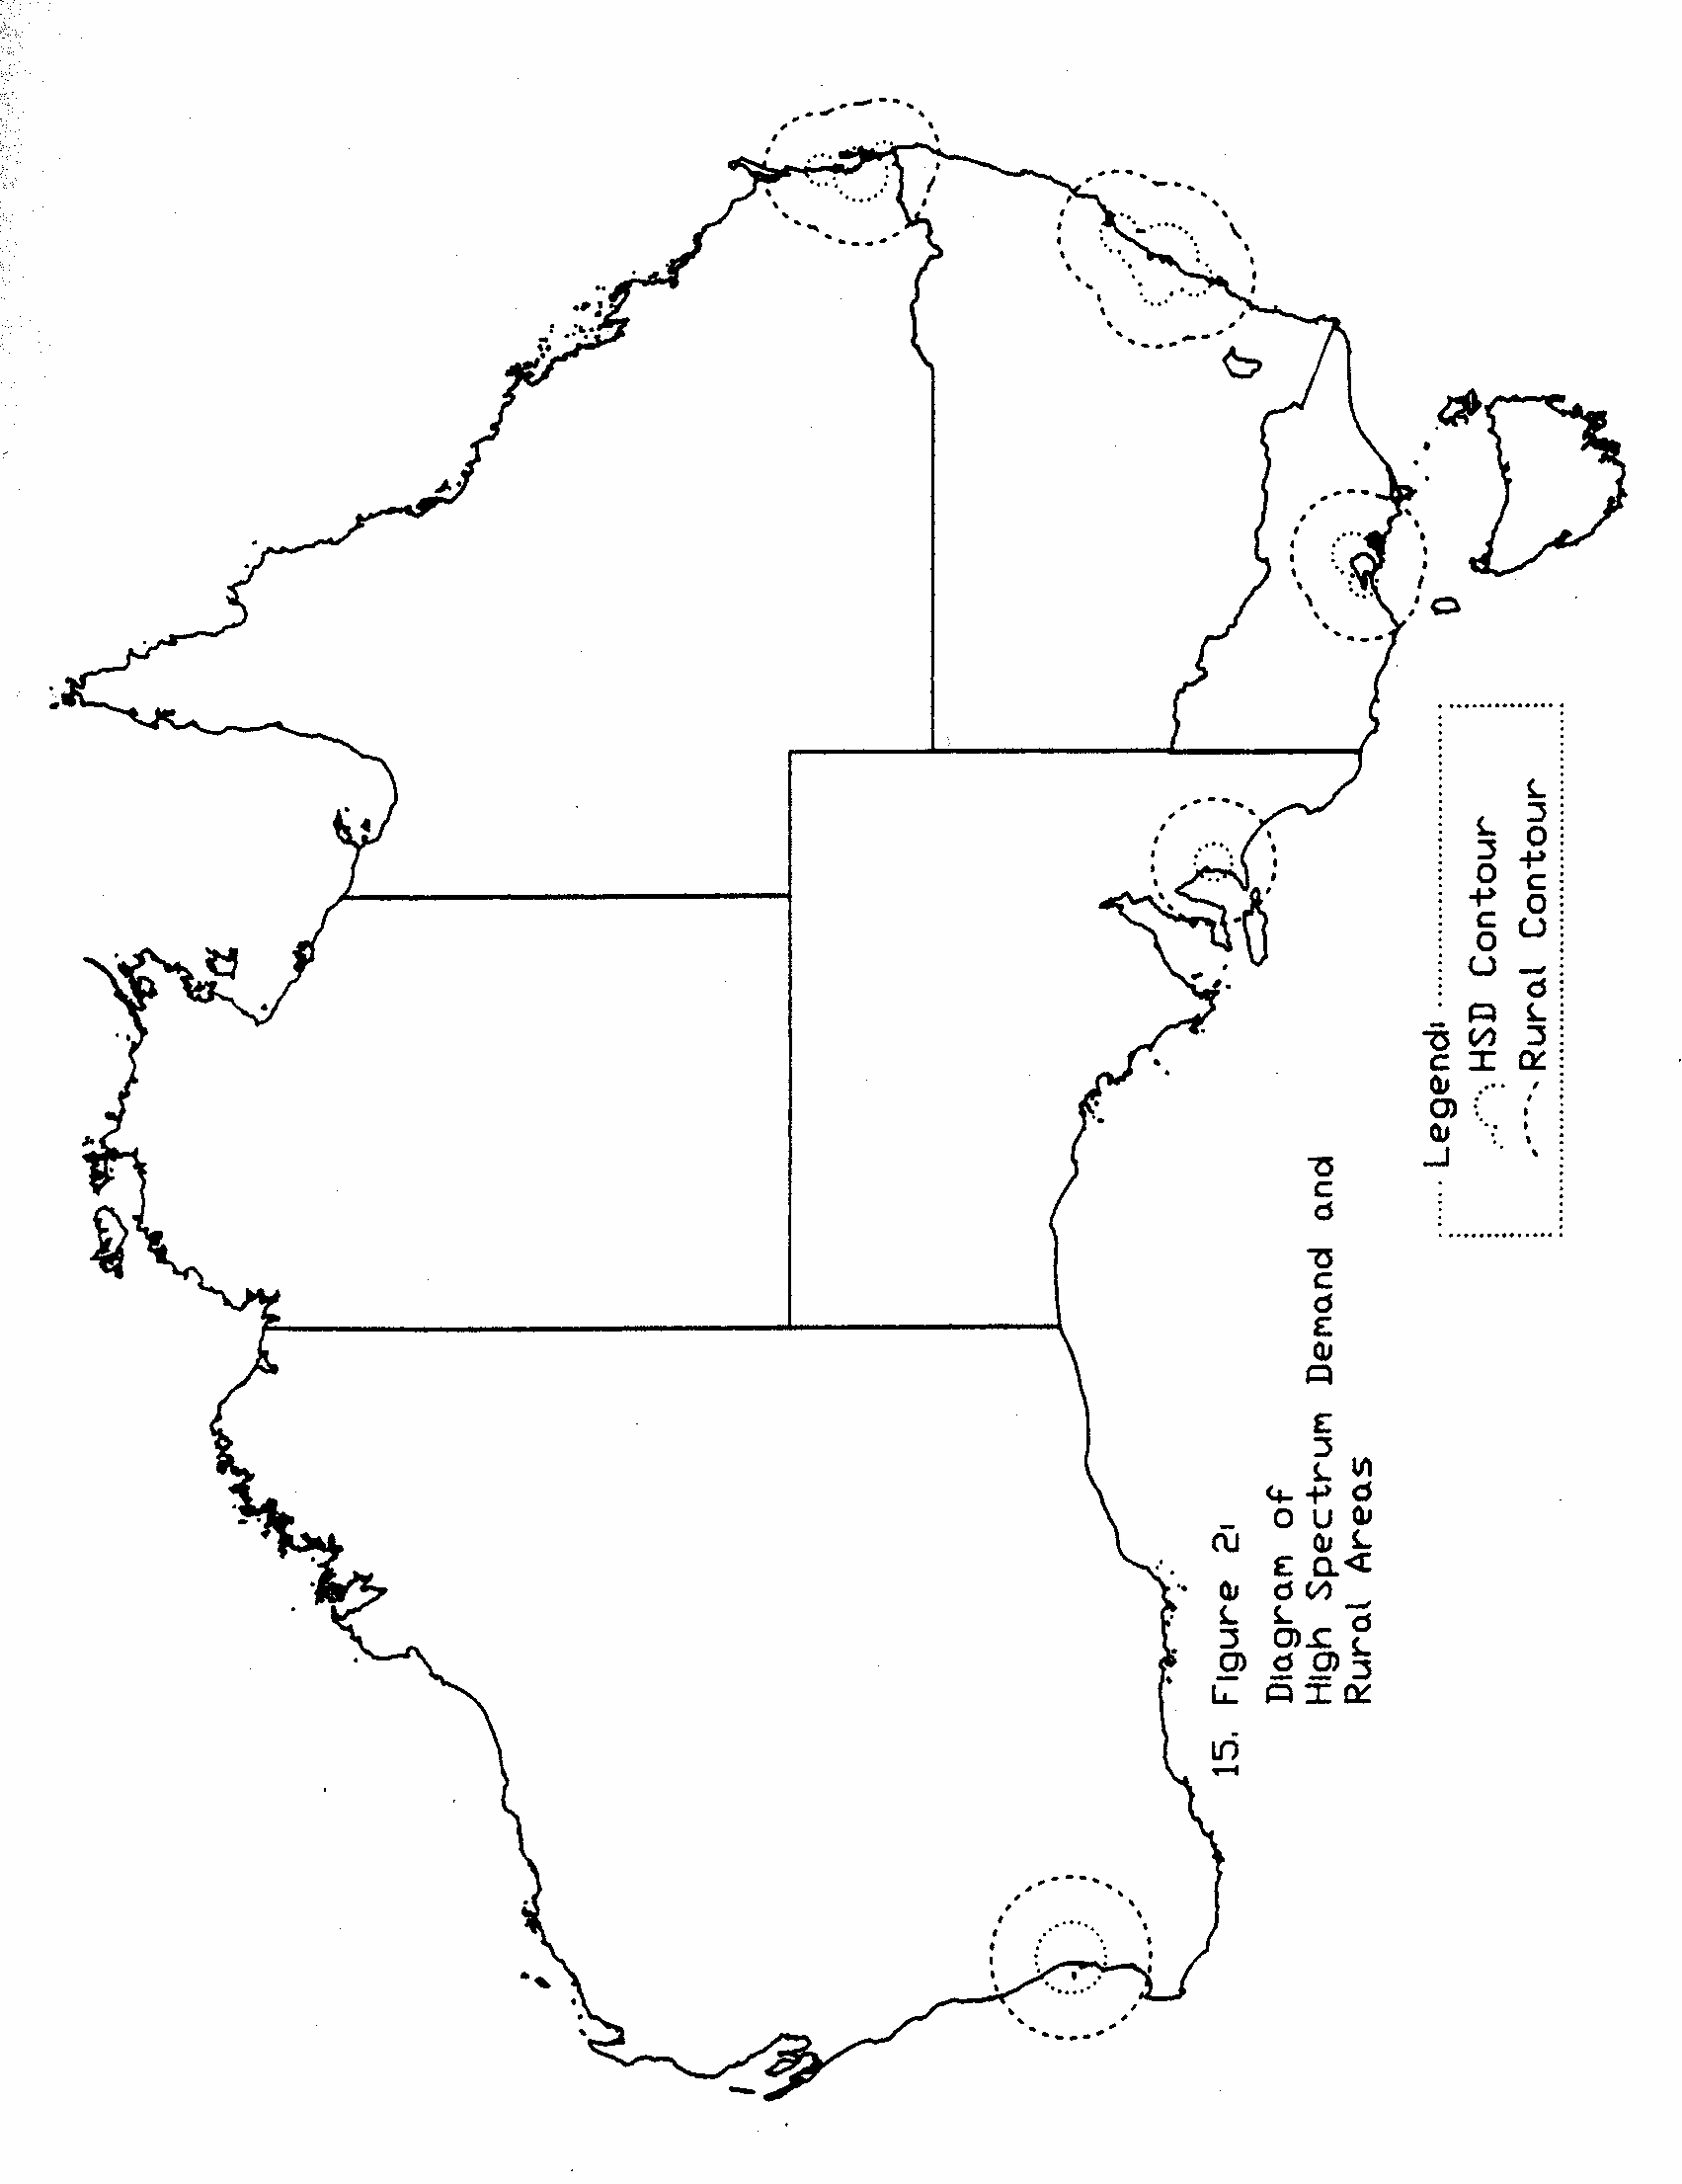 15. Figure 2:
Diagram of
High Spectrum Demand and
Rural Areas
Legend:
HSD Contour
Rural Contour